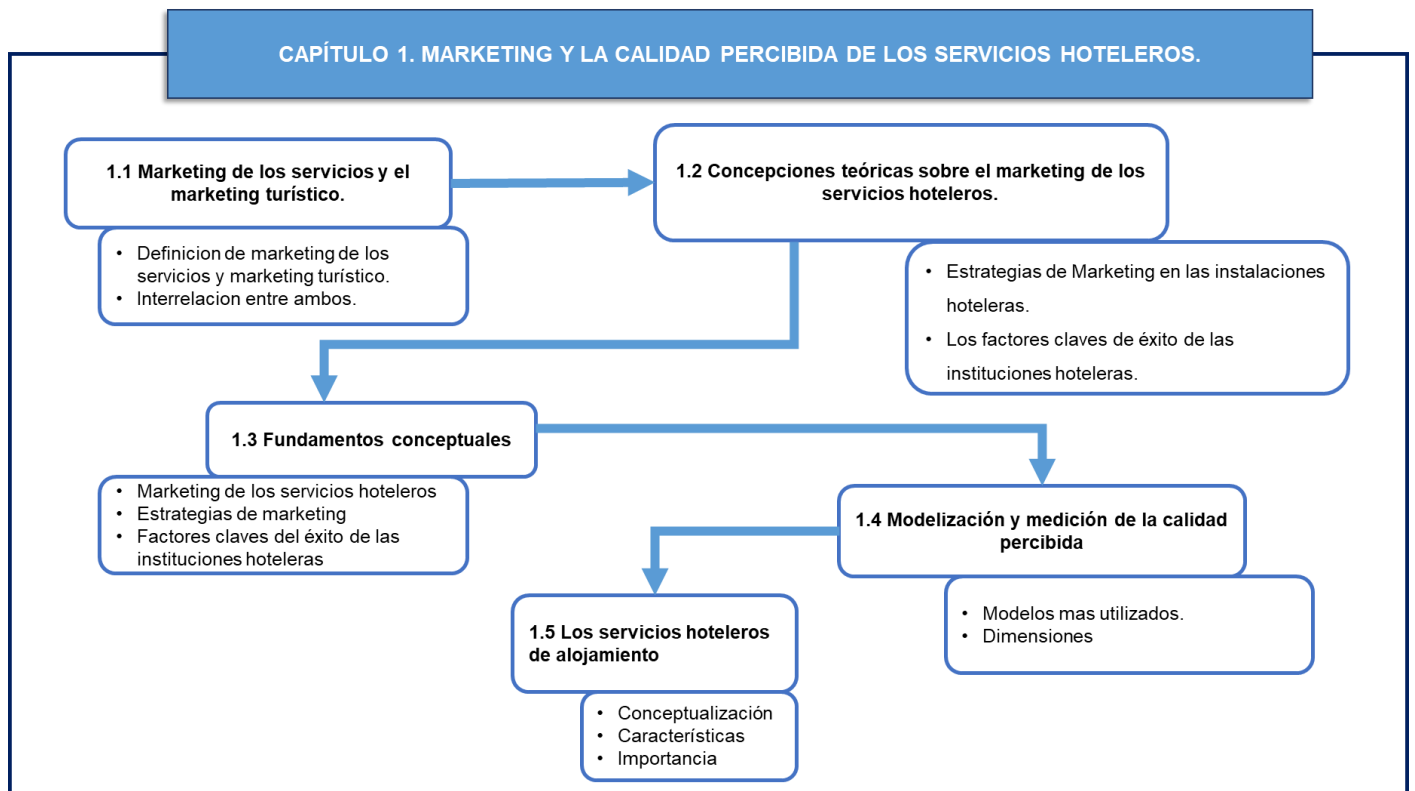 CAPÍTULO 1. MARKETING Y LA CALIDAD PERCIBIDA DE LOS SERVICIOS HOTELEROS.
1.1 Marketing de los servicios y el
marketing turístico.
• Definicion de marketing de los
servicios y marketing turístico.
• Interrelacion entre ambos.
1.2 Concepciones teóricas sobre el marketing de los
servicios hoteleros.
• Estrategias de Marketing en las instalaciones
hoteleras.
• Los factores claves de éxito de las
instituciones hoteleras.
1.3 Fundamentos conceptuales
• Marketing de los servicios hoteleros
• Estrategias de marketing
• Factores claves del éxito de las
instituciones hoteleras
1.4 Modelización y medición de la calidad
percibida
• Modelos mas utilizados.
• Dimensiones
1.5 Los servicios hoteleros
de alojamiento
• Conceptualización
• Características
• Importancia